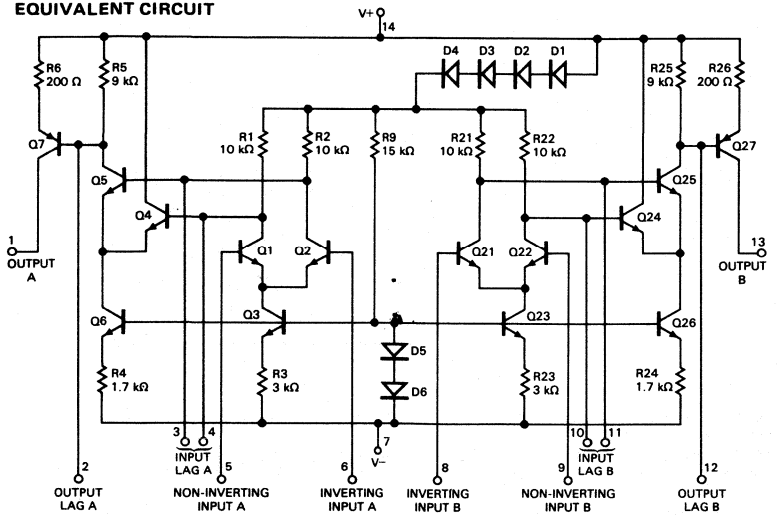 EQUIVALENT CIRCUIT
V+
14
D4 D3 D2 D1
R6
200 Ω
R5
9 kΩ
R25
9 kΩ
R26
200 Ω
R1
10 kΩ
R2
10 kΩ
R9
15 kΩ
R21
10 kΩ
R22
10 kΩ
Q7
Q27
Q5
Q25
Q4
Q24
Q1
Q2
Q21
Q22
1
OUTPUT
A
13
OUTPUT
B
Q6
Q3
Q23
Q26
D5
D6
R4
1.7 kΩ
R3
3 kΩ
R23
3 kΩ
R24
1.7 kΩ
3
4
INPUT
LAG A
7
V−
10
11
INPUT
LAG B
2
OUTPUT
LAG A
5
NON-INVERTING
INPUT A
6
INVERTING
INPUT A
8
INVERTING
INPUT B
9
NON-INVERTING
INPUT B
12
OUTPUT
LAG B